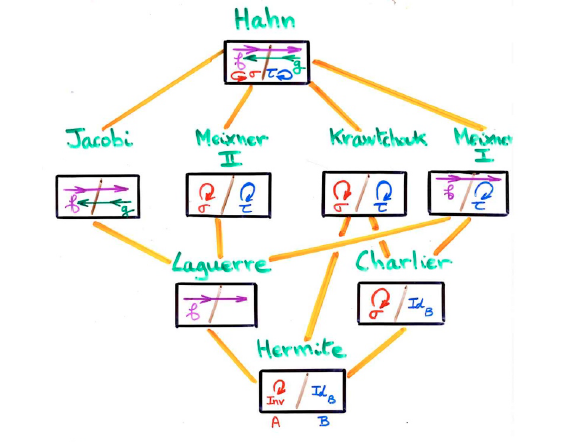 Hahn
f g
σ τ
Jacobi Meixner Krawtchouk Meixner
II I
f g σ τ σ τ f τ
Laguerre Charlier
f σ Id_B
Hermite
Inv Id_B
A B